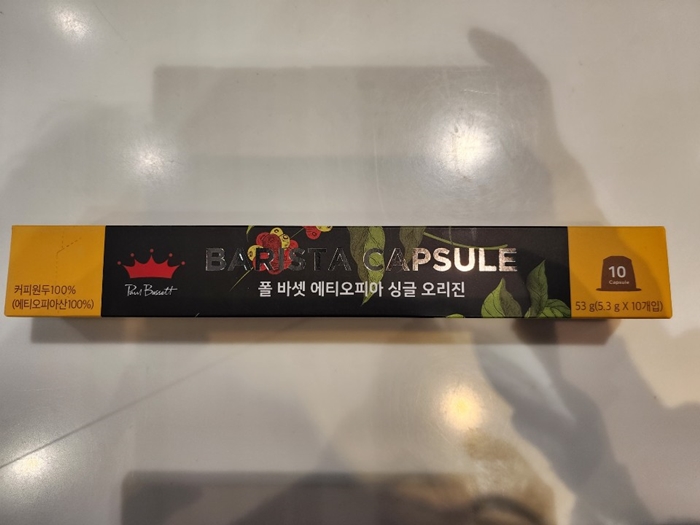 커피원두100%
(에티오피아산100%)
Paul Bassett
BARISTA CAPSULE
폴 바셋 에티오피아 싱글 오리진
10
Capsule
53 g(5.3 g X 10개입)